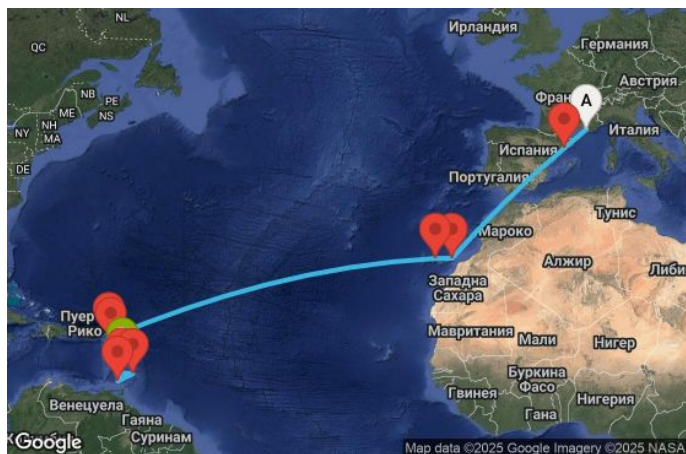 NL
QC
NB
PE
ME
NS
NY
NH
MA
DE
Ирландия
Германия
Австрия
Фран
A
Италия
Испания
Португалия
Тунис
Мароко
Алжир
Либи
Западна
Сахара
Пуер
Рико
Мавритания
Мали
Нигер
Буркина
Фасо
Гвинея
Нигерия
Гана
Венецуела
Гаяна
Суринам
Google
Map data ©2025 Google Imagery ©2025 NASA